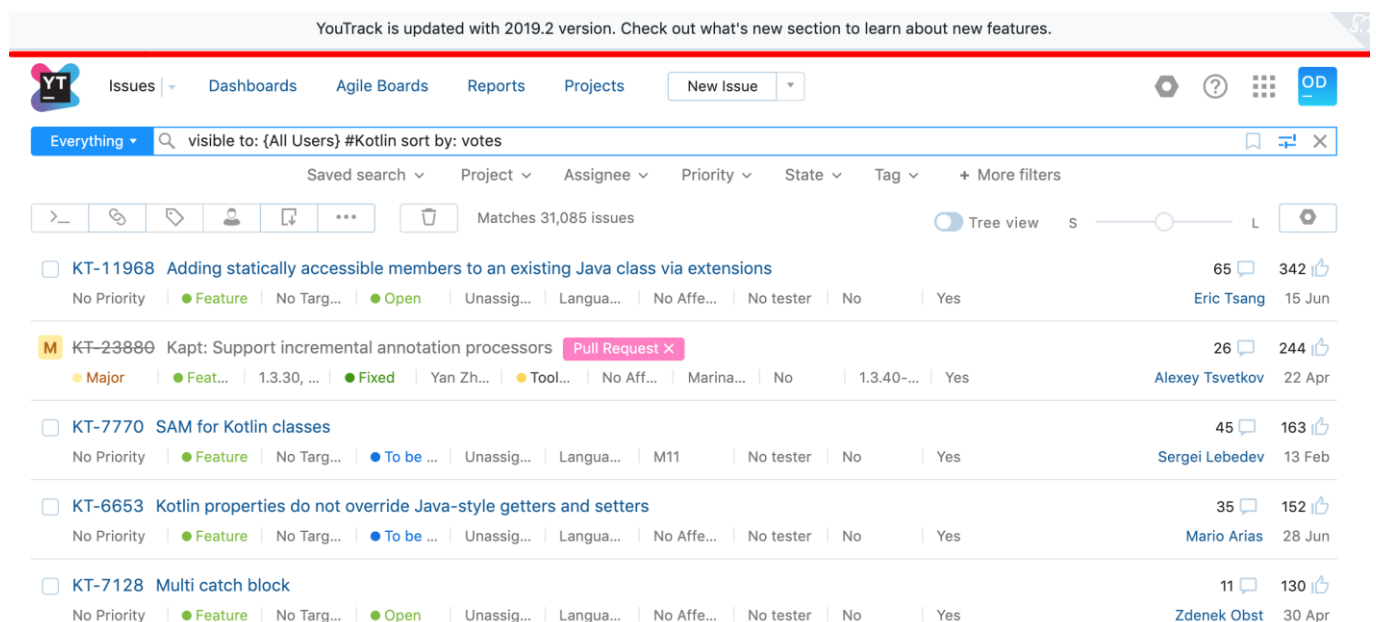 YouTrack is updated with 2019.2 version. Check out what's new section to learn about new features.
YT Issues Dashboards Agile Boards Reports Projects New Issue OD
Everything visible to: {All Users} #Kotlin sort by: votes
Saved search Project Assignee Priority State Tag + More filters
Matches 31,085 issues Tree view S L
KT-11968 Adding statically accessible members to an existing Java class via extensions 65 342
No Priority Feature No Targ... Open Unassig... Langua... No Affe... No tester No Yes Eric Tsang 15 Jun
M KT-23880 Kapt: Support incremental annotation processors Pull Request × 26 244
Major Feat... 1.3.30, ... Fixed Yan Zh... Tool... No Aff... Marina... No 1.3.40-... Yes Alexey Tsvetkov 22 Apr
KT-7770 SAM for Kotlin classes 45 163
No Priority Feature No Targ... To be ... Unassig... Langua... M11 No tester No Yes Sergei Lebedev 13 Feb
KT-6653 Kotlin properties do not override Java-style getters and setters 35 152
No Priority Feature No Targ... To be ... Unassig... Langua... No Affe... No tester No Yes Mario Arias 28 Jun
KT-7128 Multi catch block 11 130
No Priority Feature No Targ... Open Unassig... Langua... No Affe... No tester No Yes Zdenek Obst 30 Apr